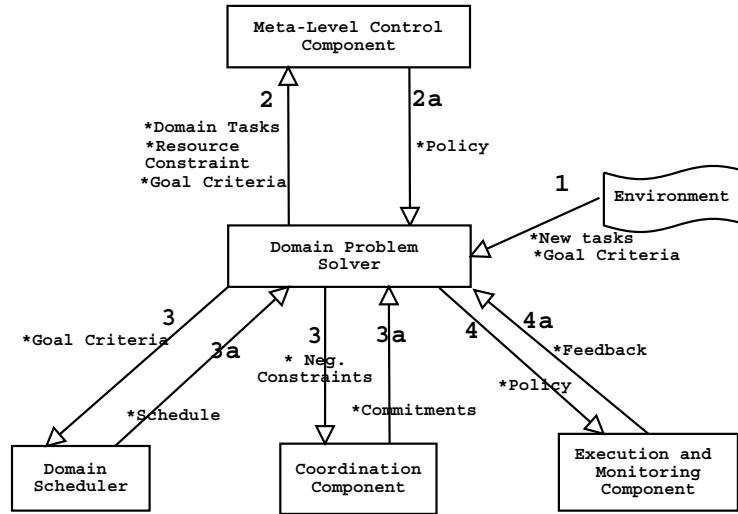 Meta-Level Control
Component
2
2a
*Domain Tasks
*Resource
Constraint
*Goal Criteria
*Policy
1
Environment
*New tasks
*Goal Criteria
Domain Problem
Solver
3
*Goal Criteria
3a
*Schedule
3
* Neg.
Constraints
3a
*Commitments
4
*Policy
4a
*Feedback
Domain
Scheduler
Coordination
Component
Execution and
Monitoring
Component